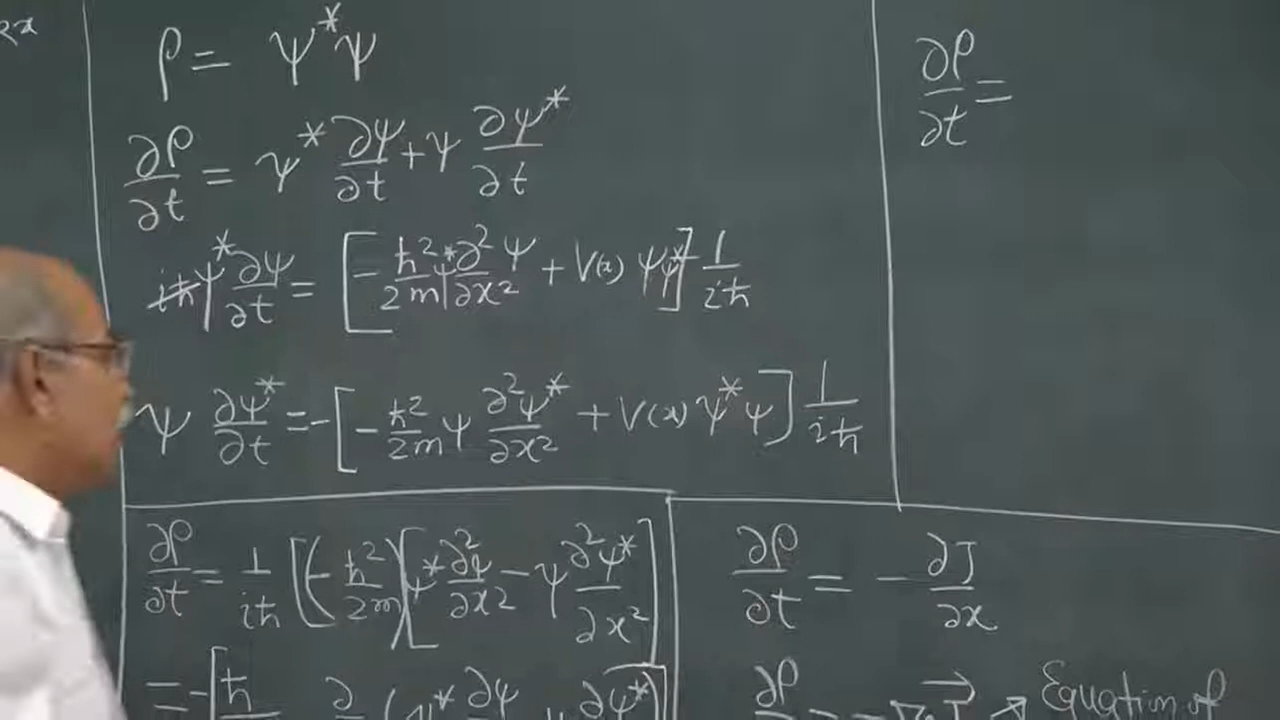 ρ = ψ*ψ
∂ρ/∂t = ψ* ∂ψ/∂t + ψ ∂ψ*/∂t
iħ ψ* ∂ψ/∂t = [-ħ²/2m ψ* ∂²ψ/∂x² + V(x) ψψ*] 1/iħ
ψ ∂ψ*/∂t = -[-ħ²/2m ψ ∂²ψ*/∂x² + V(x) ψ*ψ] 1/iħ
∂ρ/∂t = 1/iħ [(-ħ²/2m)[ψ* ∂²ψ/∂x² - ψ ∂²ψ*/∂x²]
= -[ħ ∂ (ψ* ∂ψ ψ ∂ψ*)]
∂ρ/∂t =
∂ρ/∂t = -∂J/∂x
∂ρ = -∇·J → Equation of